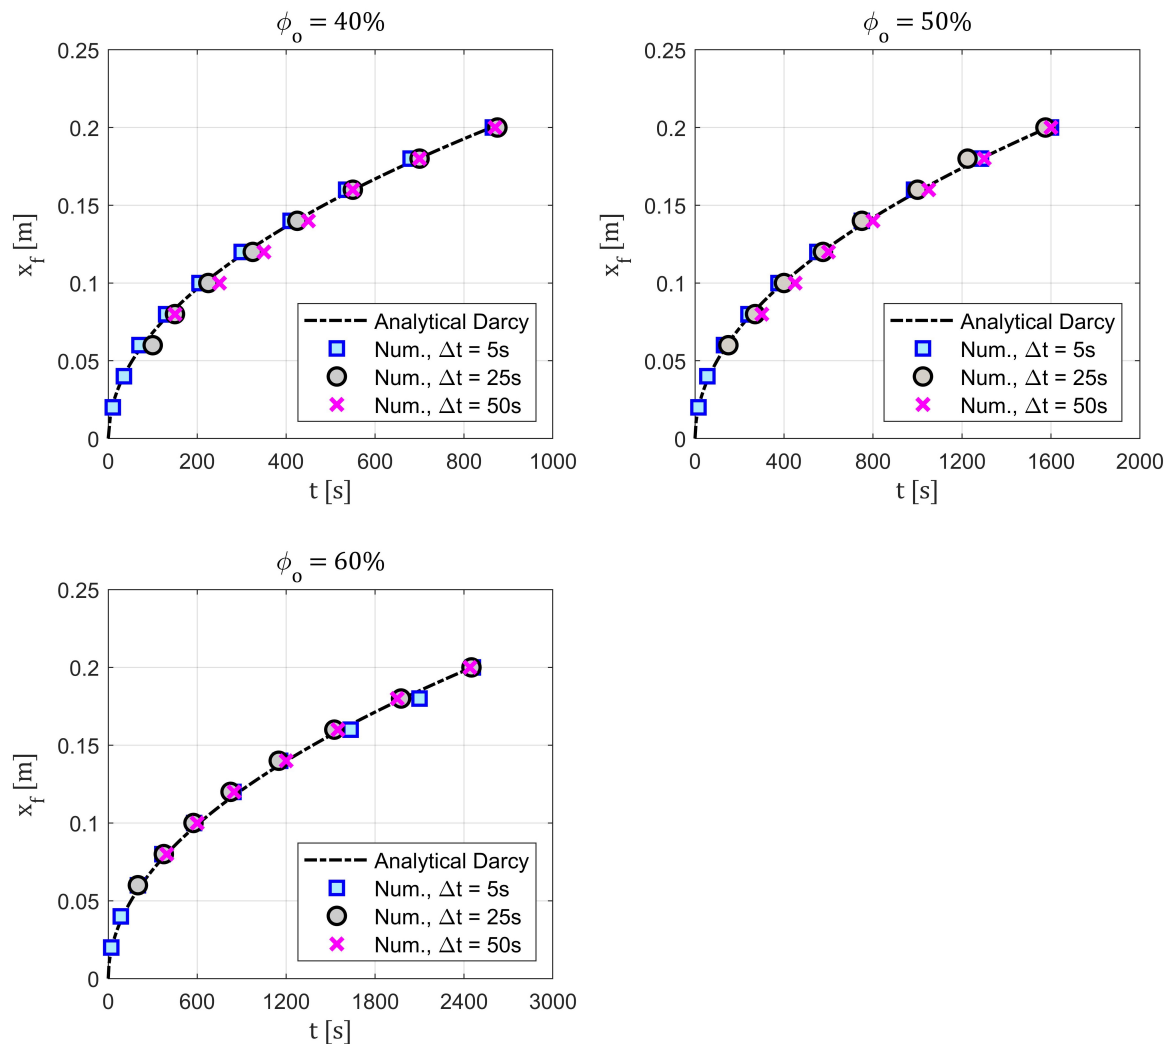 ϕₒ = 40%
0.25
0.2
0.15
0.1
0.05
0
x_f [m]
0 200 400 600 800 1000
t [s]
Analytical Darcy
Num., Δt = 5s
Num., Δt = 25s
Num., Δt = 50s
ϕₒ = 50%
0.25
0.2
0.15
0.1
0.05
0
x_f [m]
0 400 800 1200 1600 2000
t [s]
Analytical Darcy
Num., Δt = 5s
Num., Δt = 25s
Num., Δt = 50s
ϕₒ = 60%
0.25
0.2
0.15
0.1
0.05
0
x_f [m]
0 600 1200 1800 2400 3000
t [s]
Analytical Darcy
Num., Δt = 5s
Num., Δt = 25s
Num., Δt = 50s